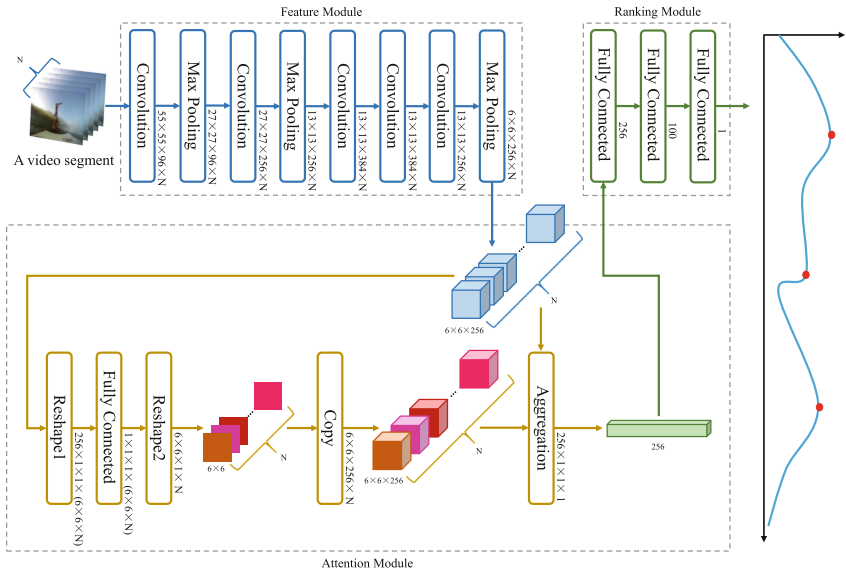 Feature Module
Ranking Module
N
A video segment
Convolution
55×55×96×N
Max Pooling
27×27×96×N
Convolution
27×27×256×N
Max Pooling
13×13×256×N
Convolution
13×13×384×N
Convolution
13×13×384×N
Convolution
13×13×256×N
Max Pooling
6×6×256×N
Fully Connected
256
Fully Connected
100
Fully Connected
1
6×6×256
N
Reshape1
256×1×1×(6×6×N)
Fully Connected
1×1×1×(6×6×N)
Reshape2
6×6×1×N
6×6
N
Copy
6×6×256×N
6×6×256
N
Aggregation
256×1×1×1
256
Attention Module